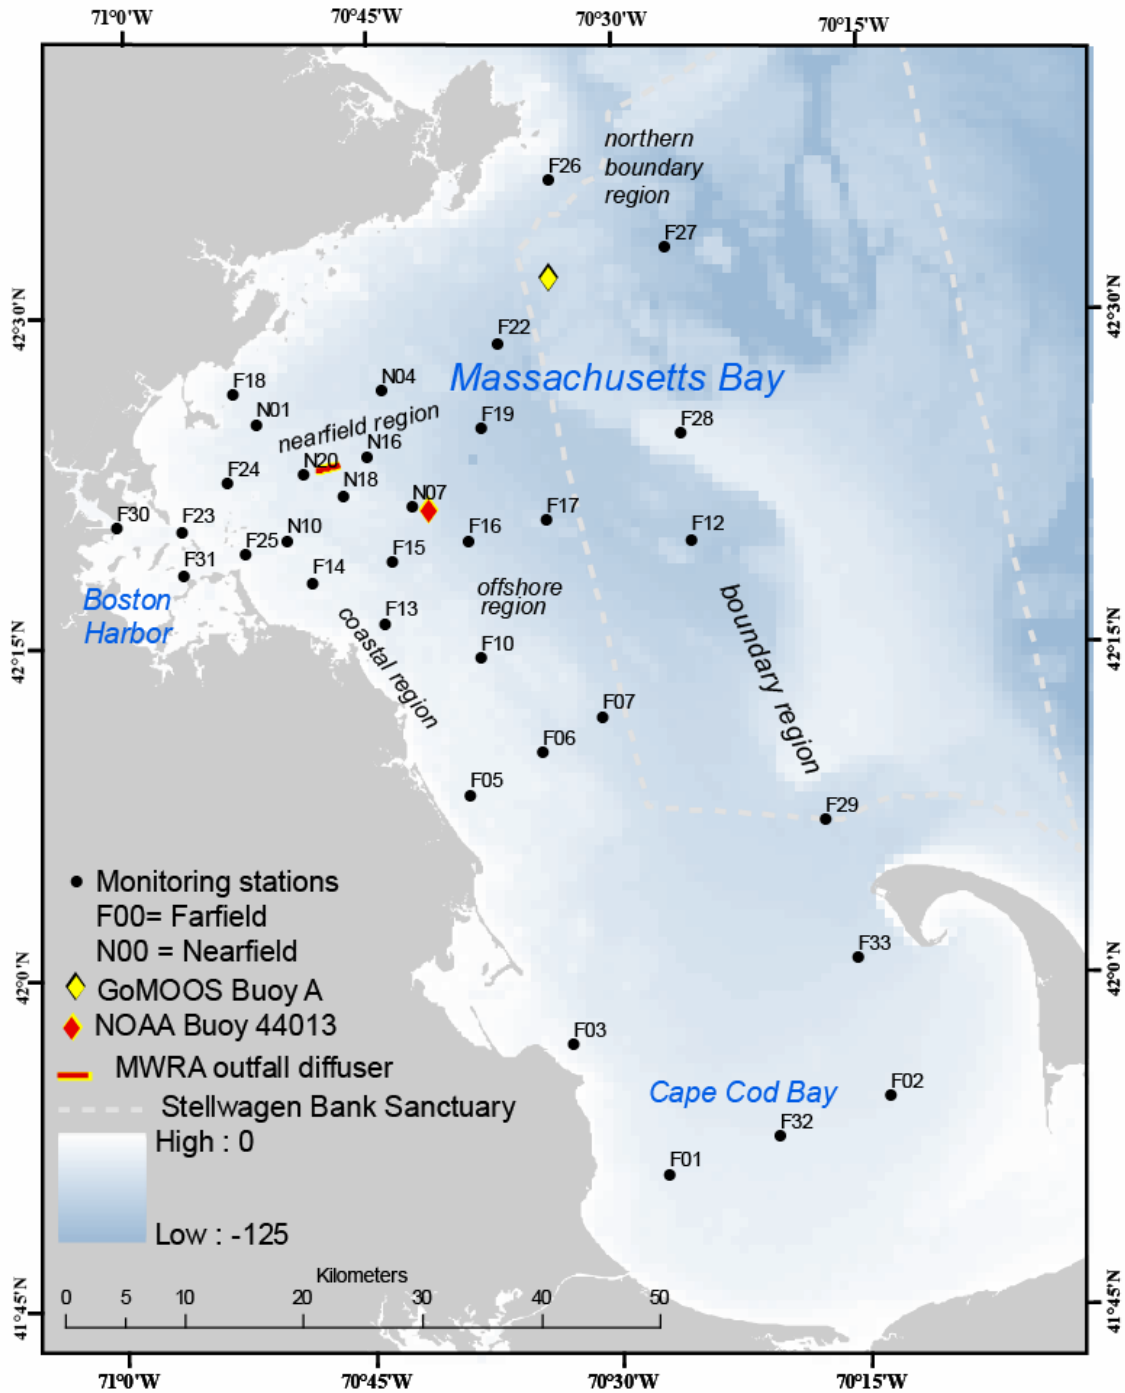 71°0'W
70°45'W
70°30'W
70°15'W
northern
boundary
region
F26
F27
42°30'N
42°30'N
F22
Massachusetts Bay
F18
N04
N01
F19
F28
nearfield region
N16
N20
F24
N18
N07
F17
F12
F30
F23
N10
F16
F25
F15
F31
F14
offshore
region
Boston
Harbor
coastal region
F13
boundary region
42°15'N
42°15'N
F10
F07
F06
F05
F29
Monitoring stations
F00= Farfield
N00 = Nearfield
F33
42°0'N
42°0'N
GoMOOS Buoy A
NOAA Buoy 44013
F03
MWRA outfall diffuser
Cape Cod Bay
F02
Stellwagen Bank Sanctuary
High : 0
F32
F01
Low : -125
Kilometers
0 5 10 20 30 40 50
41°45'N
41°45'N
71°0'W
70°45'W
70°30'W
70°15'W